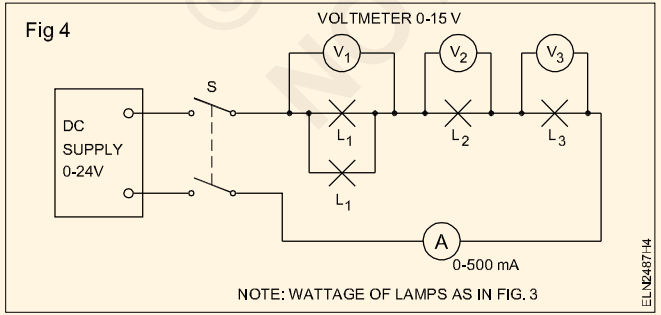 Fig 4
VOLTMETER 0-15 V
V1
V2
V3
S
DC
SUPPLY
0-24V
L1
L2
L3
L1
A
0-500 mA
NOTE: WATTAGE OF LAMPS AS IN FIG. 3
ELN2487H4